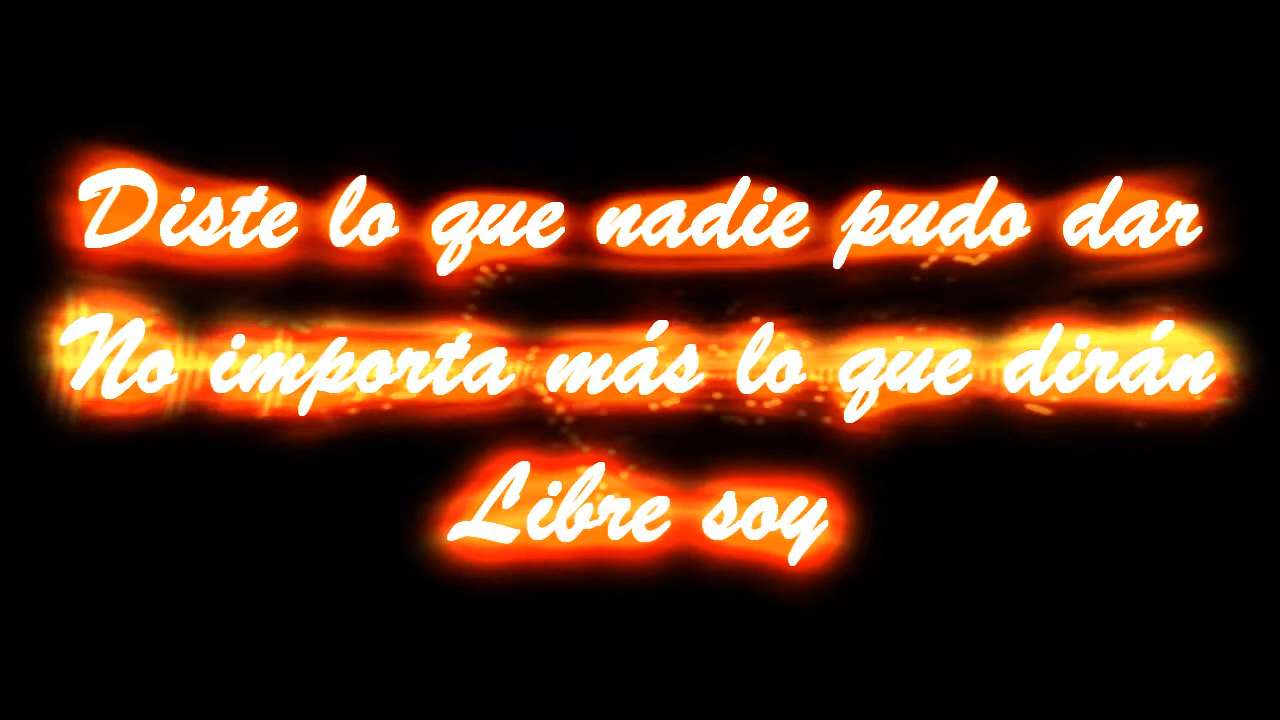 Diste lo que nadie pudo dar
No importa más lo que dirán
Libre soy